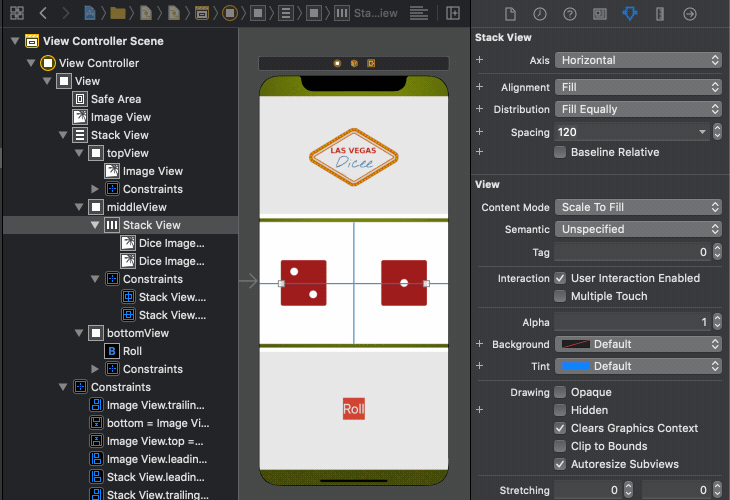 Sta...iew
View Controller Scene
View Controller
View
Safe Area
Image View
Stack View
topView
Image View
Constraints
middleView
Stack View
Dice Image...
Dice Image...
Constraints
Stack View....
Stack View....
bottomView
B Roll
Constraints
Constraints
Image View.trailin...
bottom = Image Vi...
Image View.top =...
Image View.leadin...
Stack View.leadin...
Stack View.trailing...
LAS VEGAS
Dicee
Roll
Stack View
Axis Horizontal
Alignment Fill
Distribution Fill Equally
Spacing 120
Baseline Relative
View
Content Mode Scale To Fill
Semantic Unspecified
Tag 0
Interaction User Interaction Enabled
Multiple Touch
Alpha 1
Background Default
Tint Default
Drawing Opaque
Hidden
Clears Graphics Context
Clip to Bounds
Autoresize Subviews
Stretching 0 0